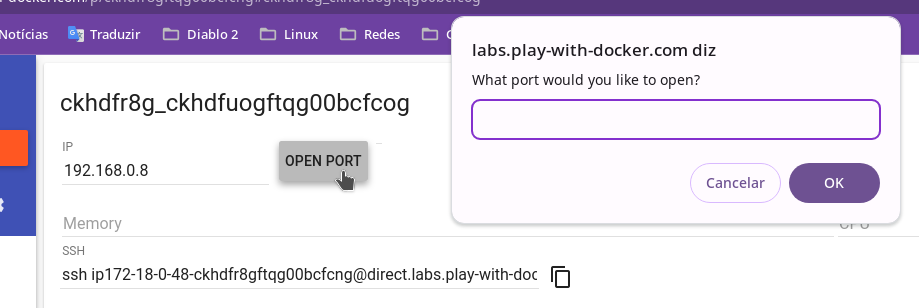 Notícias
Traduzir
Diablo 2
Linux
Redes
labs.play-with-docker.com diz
What port would you like to open?
Cancelar
OK
ckhdfr8g_ckhdfuogftqg00bcfcog
IP
192.168.0.8
OPEN PORT
Memory
SSH
ssh ip172-18-0-48-ckhdfr8gftqg00bcfcng@direct.labs.play-with-doc